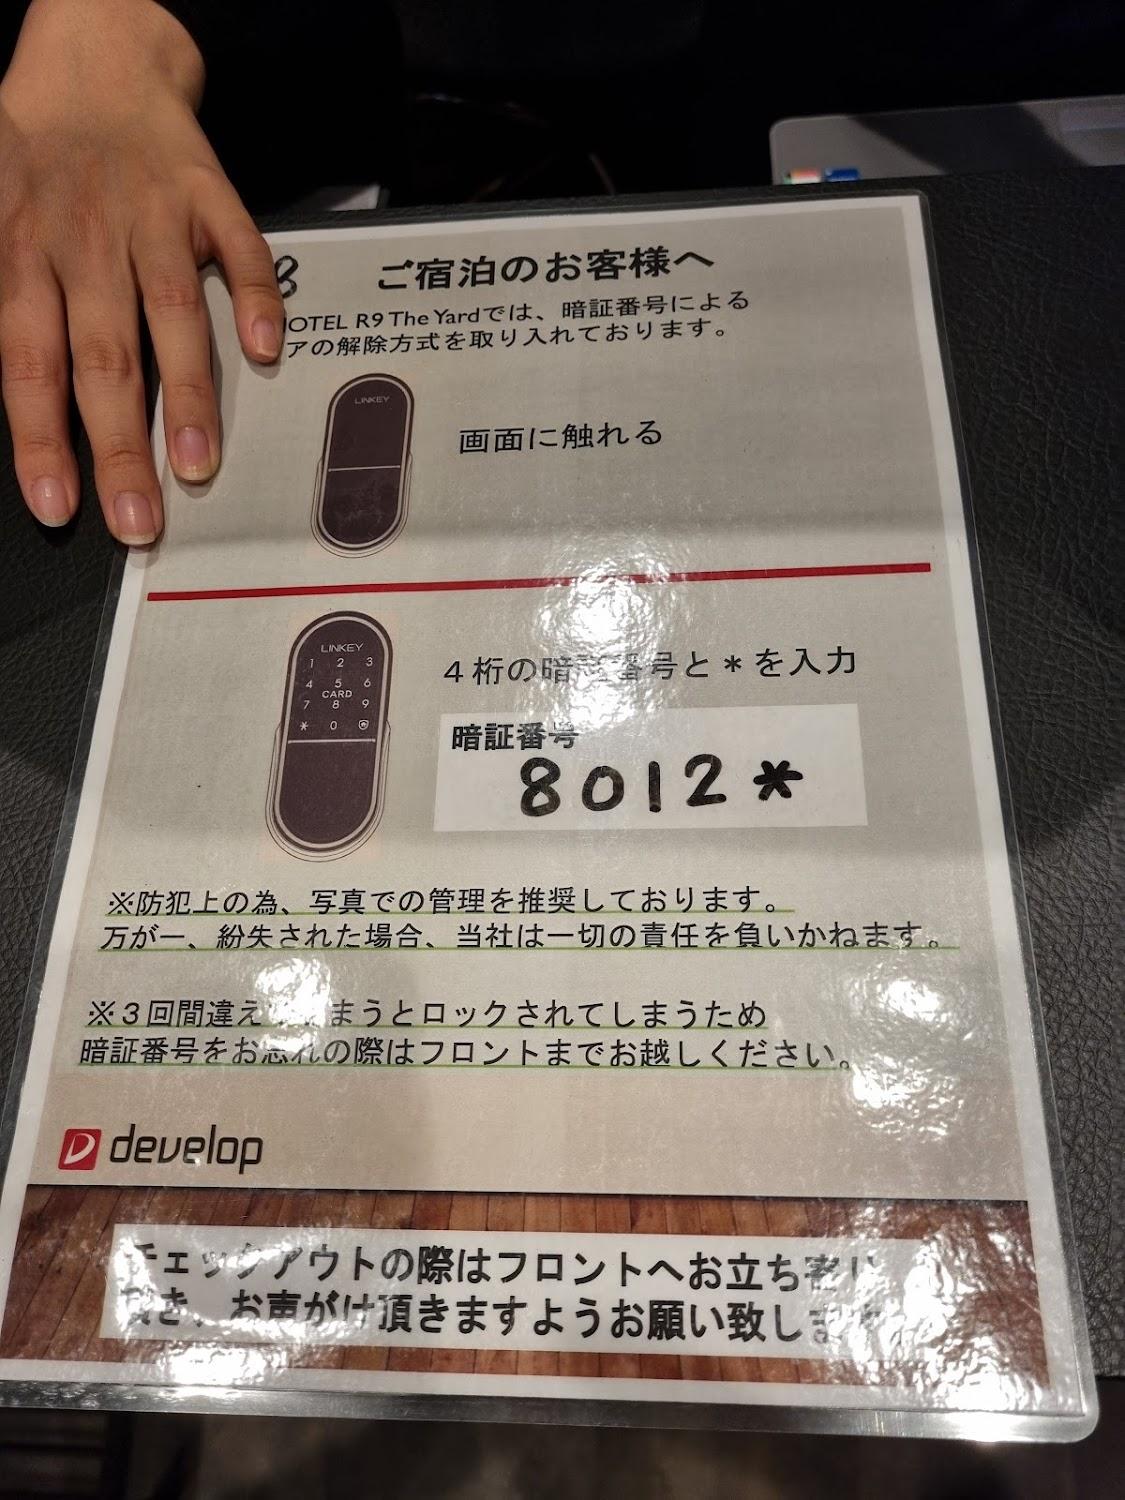 8
ご宿泊のお客様へ
OTEL R9 The Yardでは、暗証番号による
アの解除方式を取り入れております。
LINKEY
画面に触れる
LINKEY
1 2 3
4 5 6
CARD
7 8 9
* 0
4桁の暗証番号と*を入力
暗証番号
8012*
※防犯上の為、写真での管理を推奨しております。
万が一、紛失された場合、当社は一切の責任を負いかねます。
※3回間違え まうとロックされてしまうため
暗証番号をお忘れの際はフロントまでお越しください。
develop
チェックアウトの際はフロントへお立ち寄り
頂き、お声がけ頂きますようお願い致します